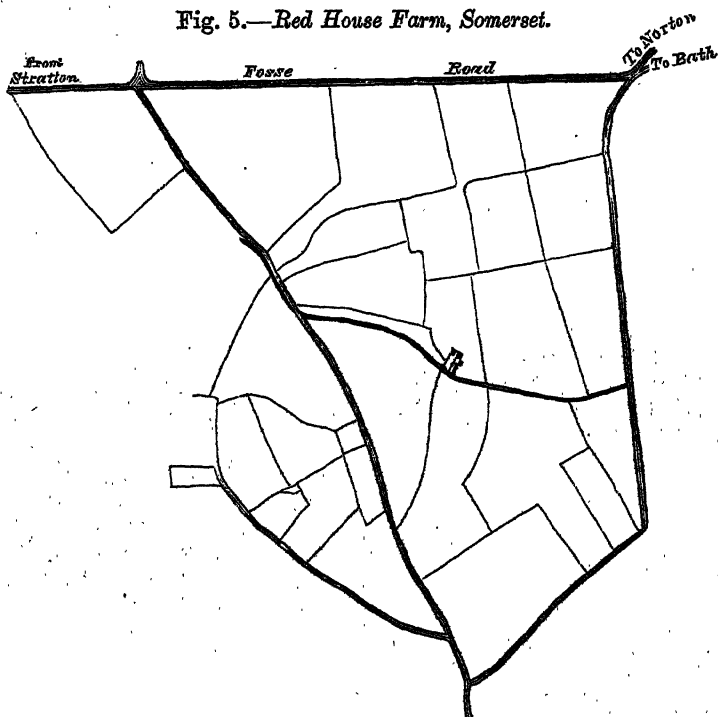 Fig. 5.—Red House Farm, Somerset.
To Norton
From
Stratton
Fosse Road
To Bath